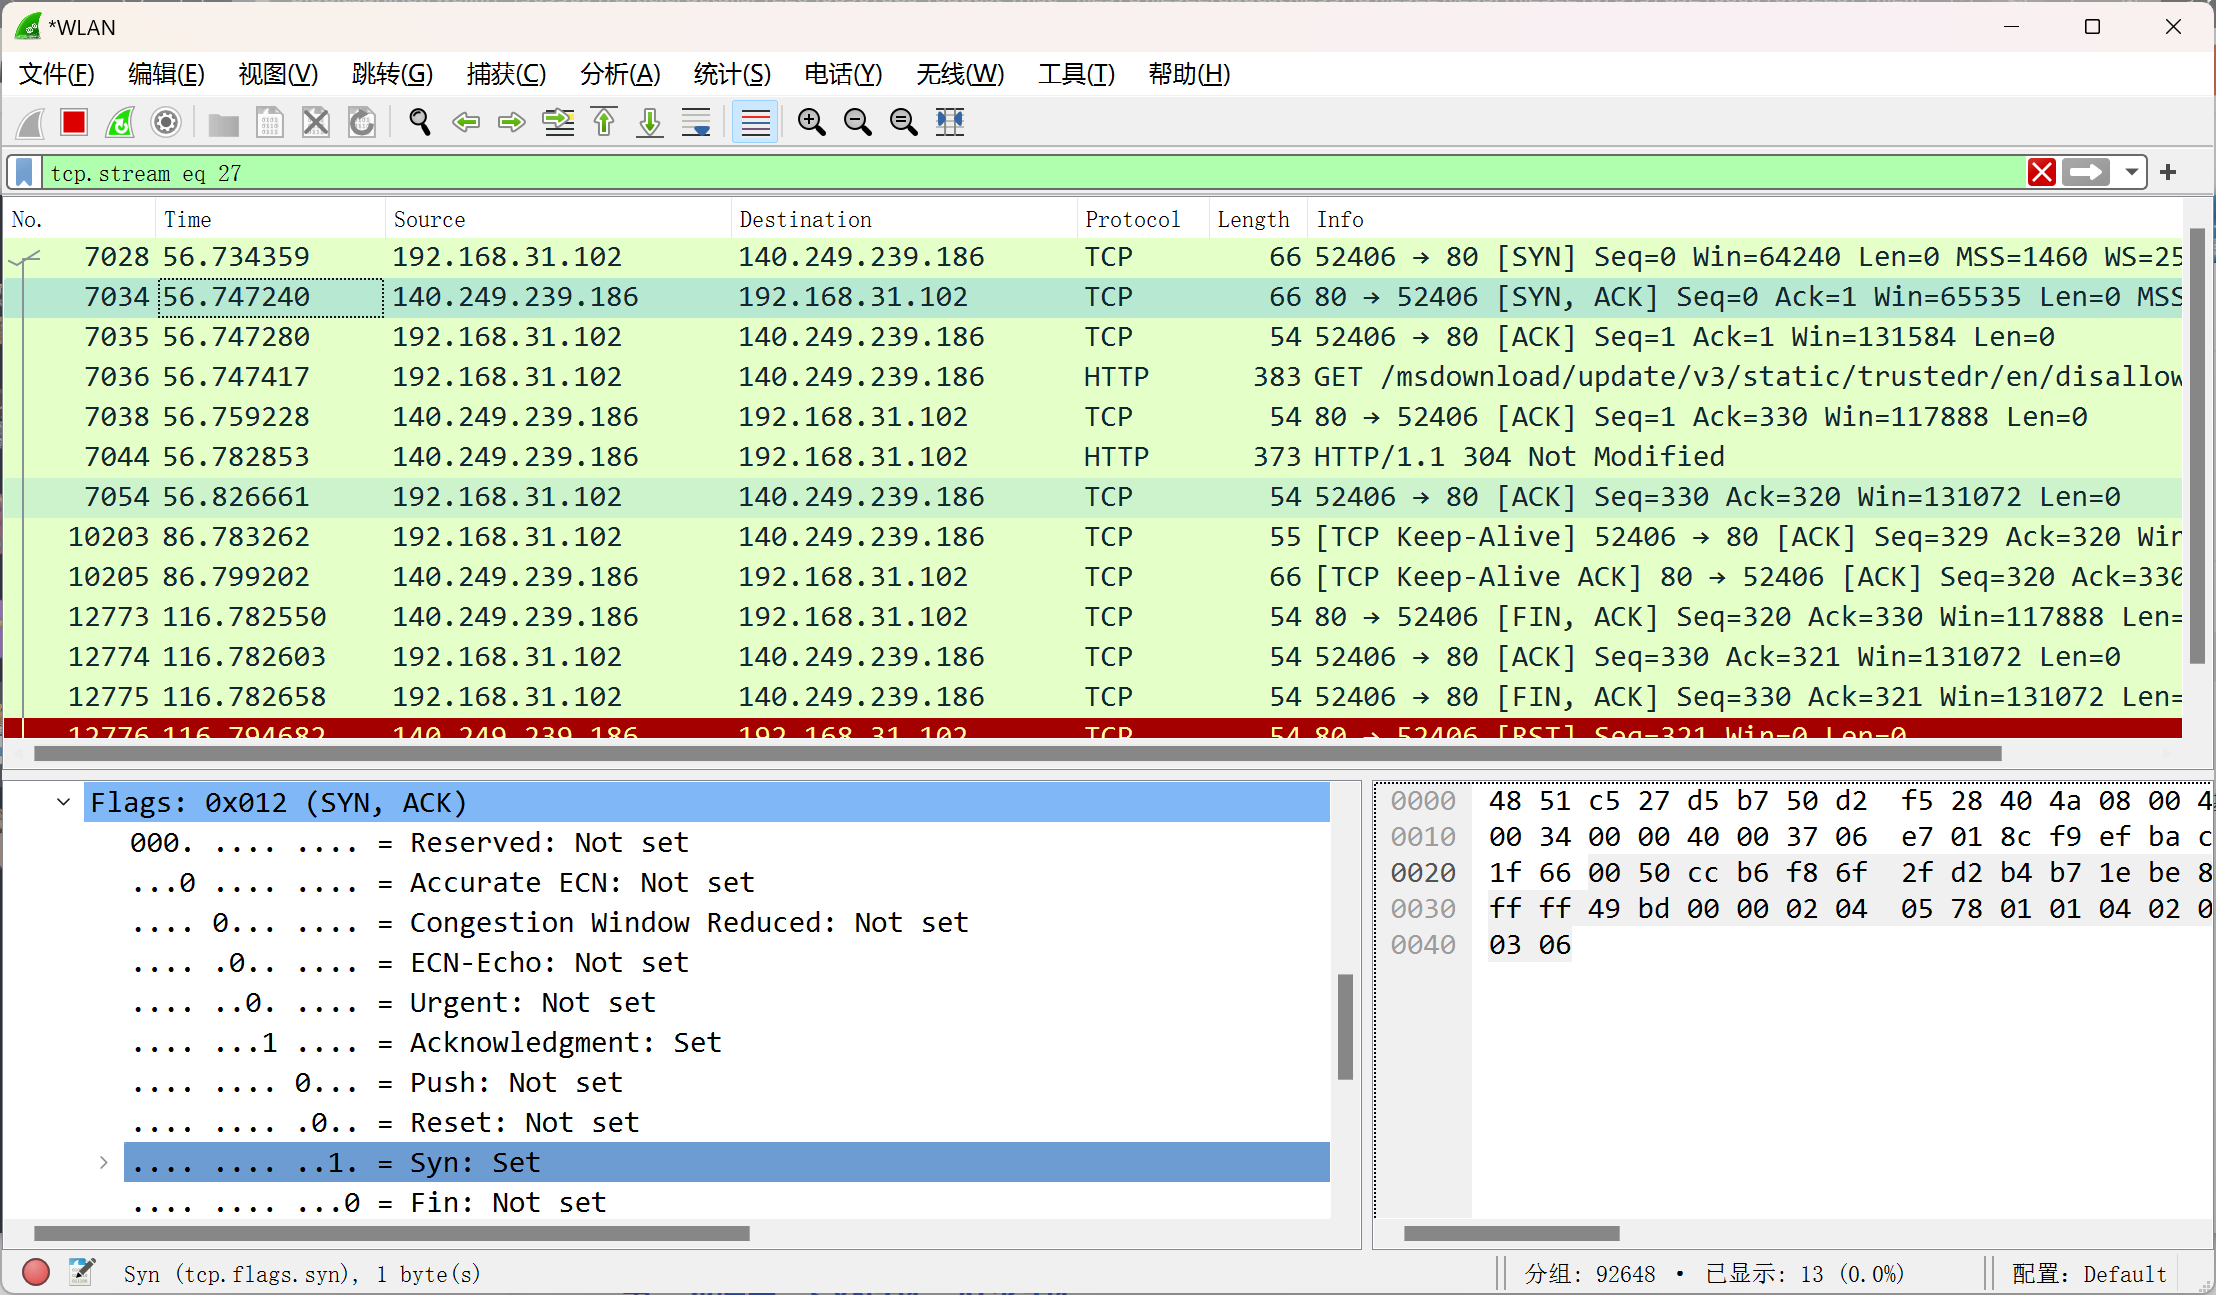 *WLAN
文件(F) 编辑(E) 视图(V) 跳转(G) 捕获(C) 分析(A) 统计(S) 电话(Y) 无线(W) 工具(T) 帮助(H)
tcp.stream eq 27
No. Time Source Destination Protocol Length Info
7028 56.734359 192.168.31.102 140.249.239.186 TCP 66 52406 → 80 [SYN] Seq=0 Win=64240 Len=0 MSS=1460 WS=25
7034 56.747240 140.249.239.186 192.168.31.102 TCP 66 80 → 52406 [SYN, ACK] Seq=0 Ack=1 Win=65535 Len=0 MSS
7035 56.747280 192.168.31.102 140.249.239.186 TCP 54 52406 → 80 [ACK] Seq=1 Ack=1 Win=131584 Len=0
7036 56.747417 192.168.31.102 140.249.239.186 HTTP 383 GET /msdownload/update/v3/static/trustedr/en/disallow
7038 56.759228 140.249.239.186 192.168.31.102 TCP 54 80 → 52406 [ACK] Seq=1 Ack=330 Win=117888 Len=0
7044 56.782853 140.249.239.186 192.168.31.102 HTTP 373 HTTP/1.1 304 Not Modified
7054 56.826661 192.168.31.102 140.249.239.186 TCP 54 52406 → 80 [ACK] Seq=330 Ack=320 Win=131072 Len=0
10203 86.783262 192.168.31.102 140.249.239.186 TCP 55 [TCP Keep-Alive] 52406 → 80 [ACK] Seq=329 Ack=320 Win
10205 86.799202 140.249.239.186 192.168.31.102 TCP 66 [TCP Keep-Alive ACK] 80 → 52406 [ACK] Seq=320 Ack=330
12773 116.782550 140.249.239.186 192.168.31.102 TCP 54 80 → 52406 [FIN, ACK] Seq=320 Ack=330 Win=117888 Len=
12774 116.782603 192.168.31.102 140.249.239.186 TCP 54 52406 → 80 [ACK] Seq=330 Ack=321 Win=131072 Len=0
12775 116.782658 192.168.31.102 140.249.239.186 TCP 54 52406 → 80 [FIN, ACK] Seq=330 Ack=321 Win=131072 Len=
12776 116.794682 140.249.239.186 192.168.31.102 TCP 54 80 → 52406 [RST] Seq=321 Win=0 Len=0
Flags: 0x012 (SYN, ACK)
000. .... .... = Reserved: Not set
...0 .... .... = Accurate ECN: Not set
.... 0... .... = Congestion Window Reduced: Not set
.... .0.. .... = ECN-Echo: Not set
.... ..0. .... = Urgent: Not set
.... ...1 .... = Acknowledgment: Set
.... .... 0... = Push: Not set
.... .... .0.. = Reset: Not set
.... .... ..1. = Syn: Set
.... .... ...0 = Fin: Not set
0000 48 51 c5 27 d5 b7 50 d2 f5 28 40 4a 08 00 4
0010 00 34 00 00 40 00 37 06 e7 01 8c f9 ef ba c
0020 1f 66 00 50 cc b6 f8 6f 2f d2 b4 b7 1e be 8
0030 ff ff 49 bd 00 00 02 04 05 78 01 01 04 02 0
0040 03 06
Syn (tcp.flags.syn), 1 byte(s)
分组: 92648 · 已显示: 13 (0.0%)
配置: Default